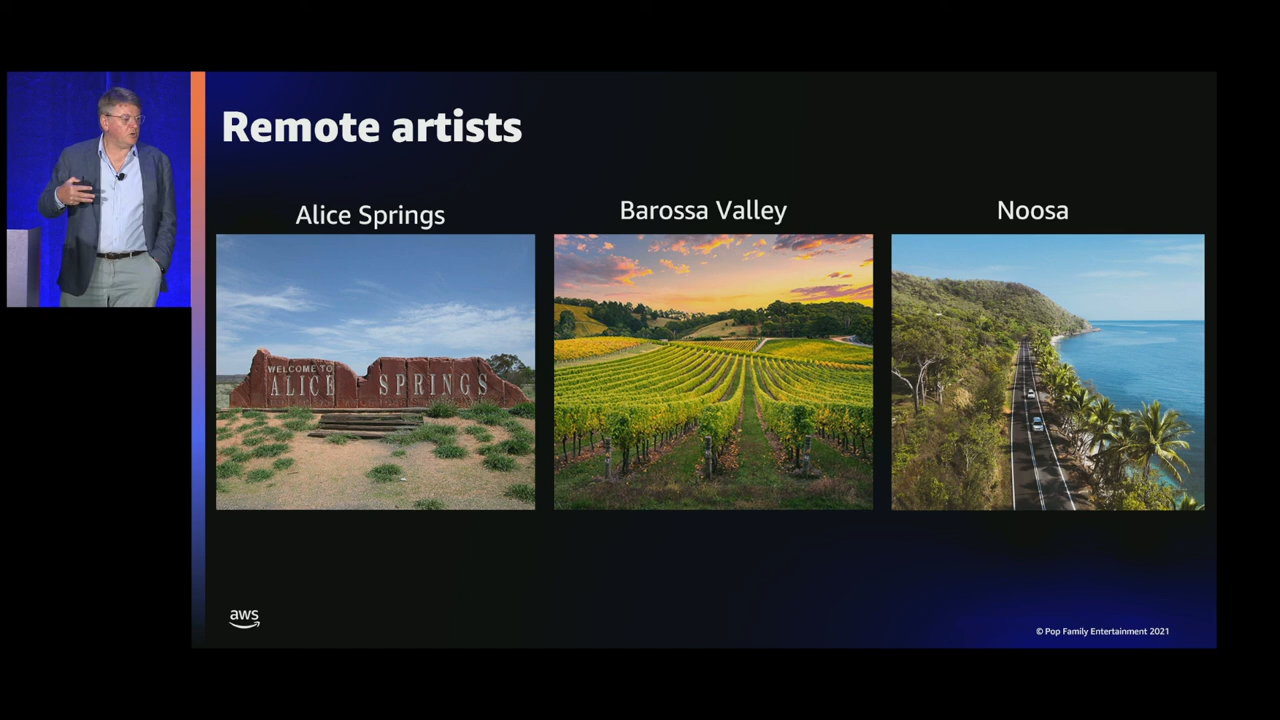 Remote artists
Alice Springs
Barossa Valley
Noosa
WELCOME TO
ALICE SPRINGS
aws
© Pop Family Entertainment 2021